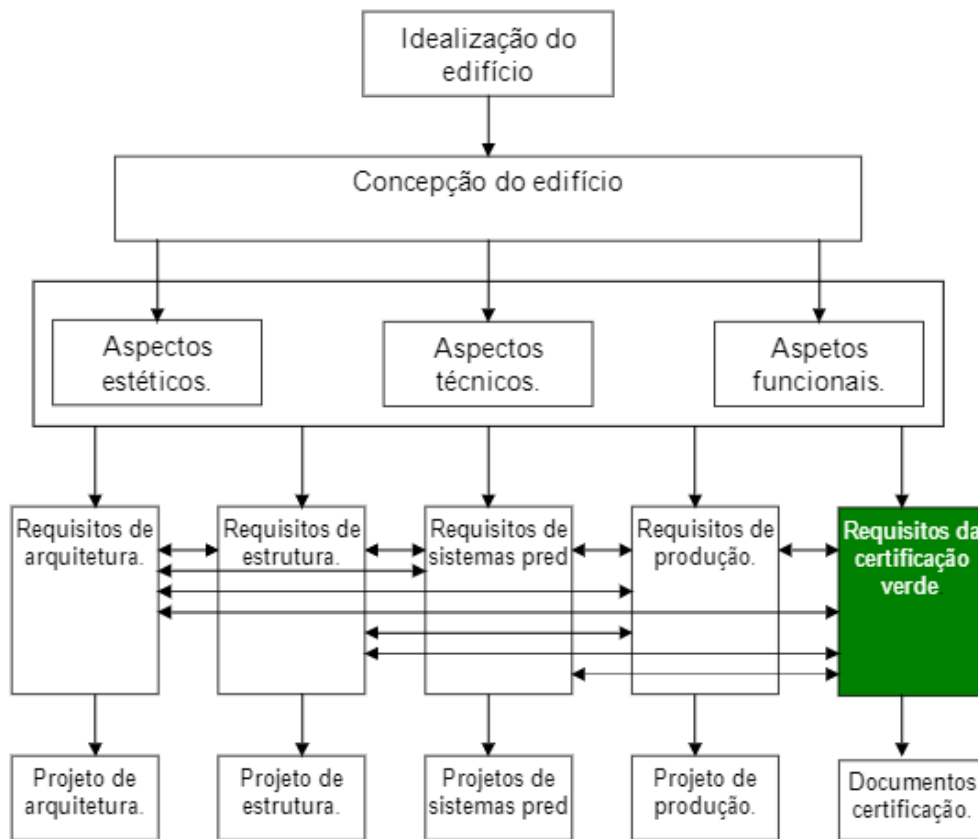 Idealização do
edifício
Concepção do edifício
Aspectos
estéticos.
Aspectos
técnicos.
Aspetos
funcionais.
Requisitos de
arquitetura.
Requisitos de
estrutura.
Requisitos de
sistemas pred
Requisitos de
produção.
Requisitos da
certificação
verde
Projeto de
arquitetura.
Projeto de
estrutura.
Projetos de
sistemas pred
Projeto de
produção.
Documentos
certificação.